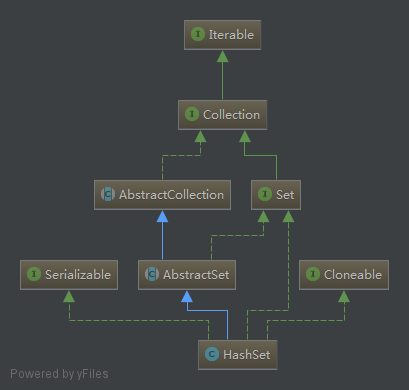 I Iterable
I Collection
C AbstractCollection
I Set
I Serializable
C AbstractSet
I Cloneable
C HashSet
Powered by yFiles